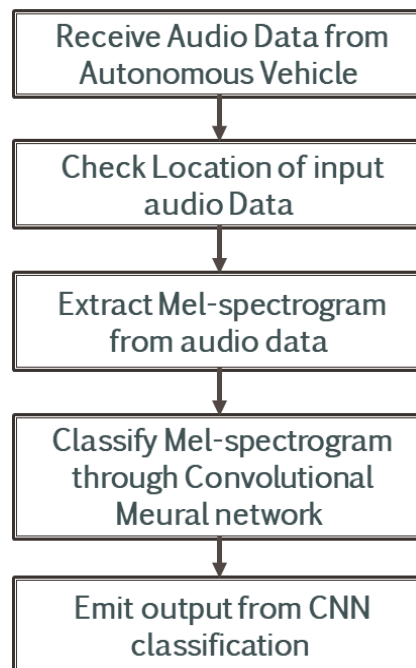 Receive Audio Data from
Autonomous Vehicle
Check Location of input
audio Data
Extract Mel-spectrogram
from audio data
Classify Mel-spectrogram
through Convolutional
Meural network
Emit output from CNN
classification